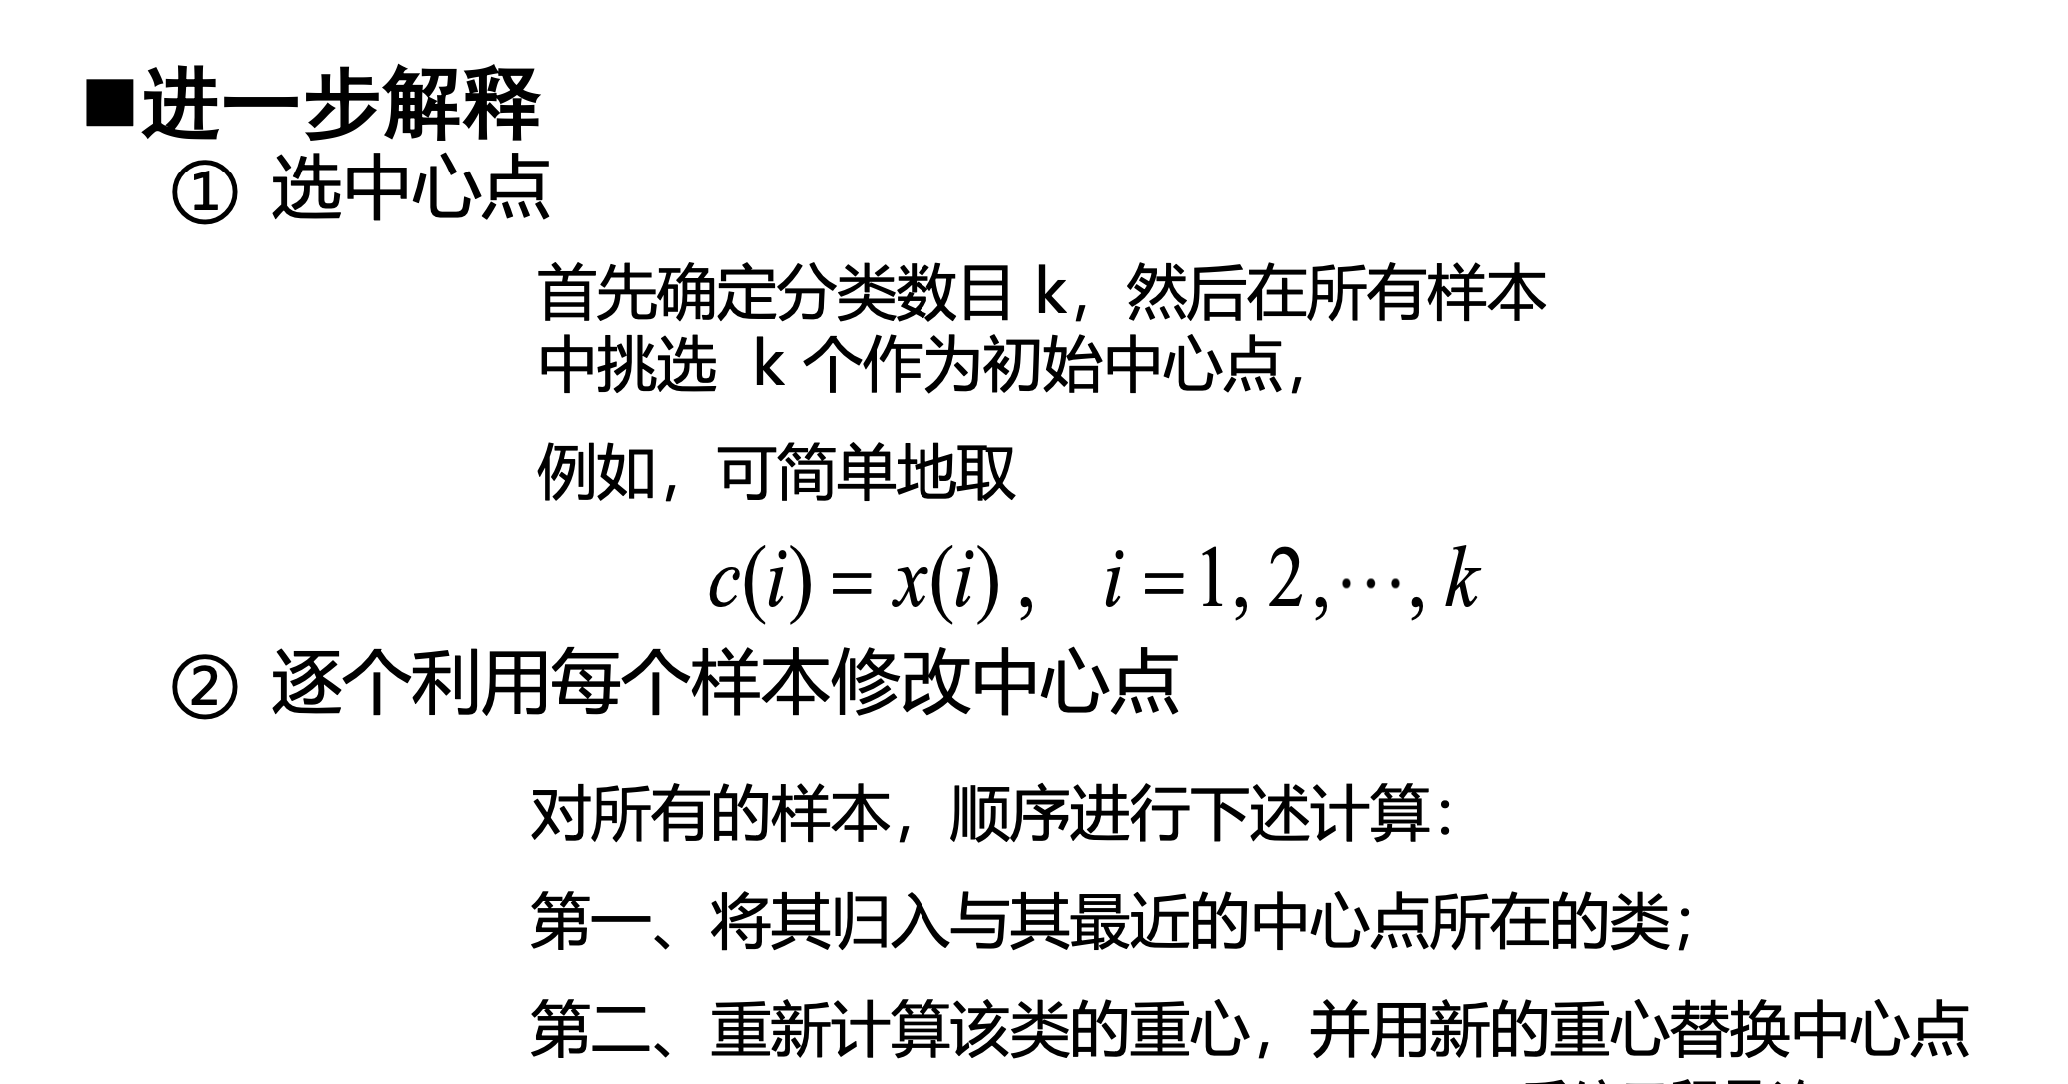 ■进一步解释
① 选中心点
首先确定分类数目 k，然后在所有样本
中挑选 k 个作为初始中心点，
例如，可简单地取
c(i) = x(i) , i = 1, 2, ⋯, k
② 逐个利用每个样本修改中心点
对所有的样本，顺序进行下述计算：
第一、将其归入与其最近的中心点所在的类；
第二、重新计算该类的重心，并用新的重心替换中心点